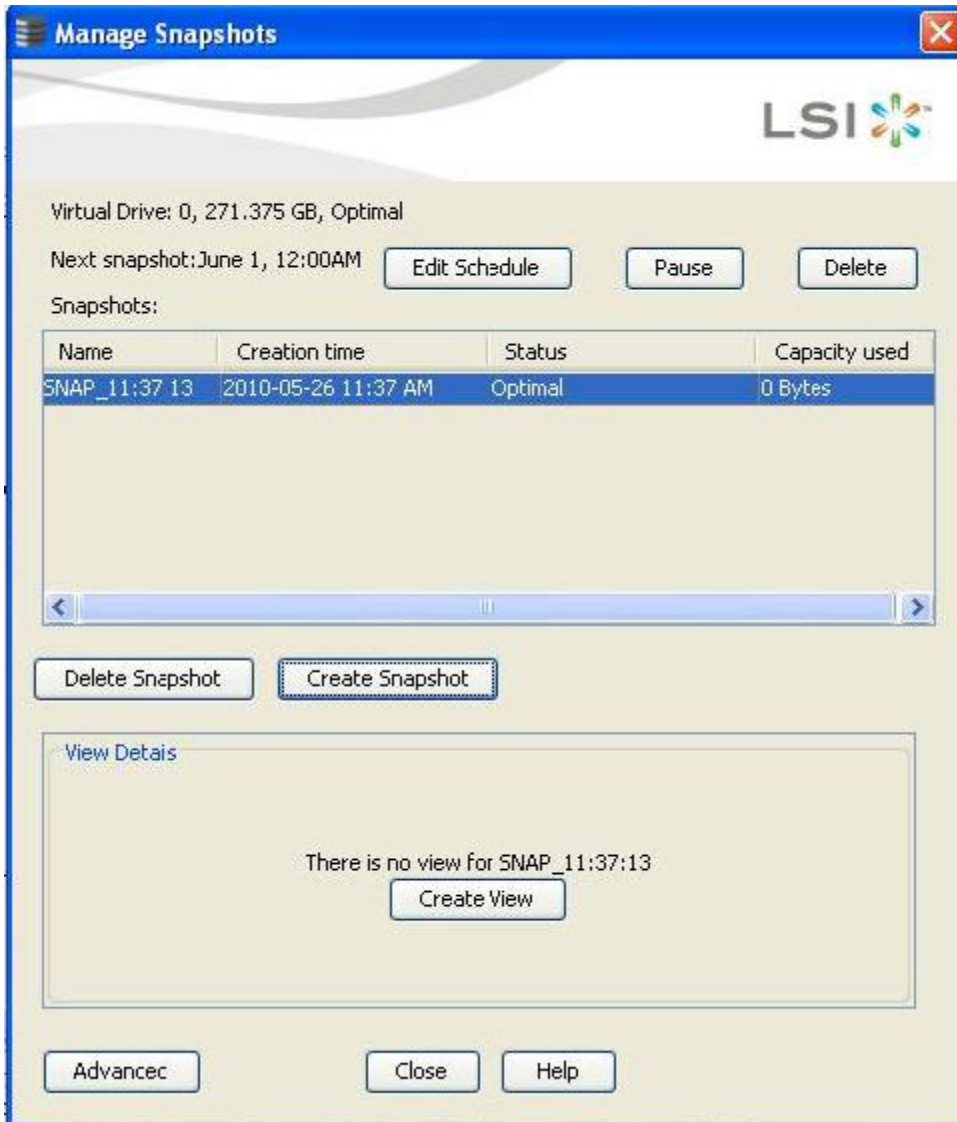 Manage Snapshots
LSI
Virtual Drive: 0, 271.375 GB, Optimal
Next snapshot:June 1, 12:00AM Edit Schedule Pause Delete
Snapshots:
Name Creation time Status Capacity used
SNAP_11:37 13 2010-05-26 11:37 AM Optimal 0 Bytes
Delete Snapshot Create Snapshot
View Detais
There is no view for SNAP_11:37:13
Create View
Advancec Close Help